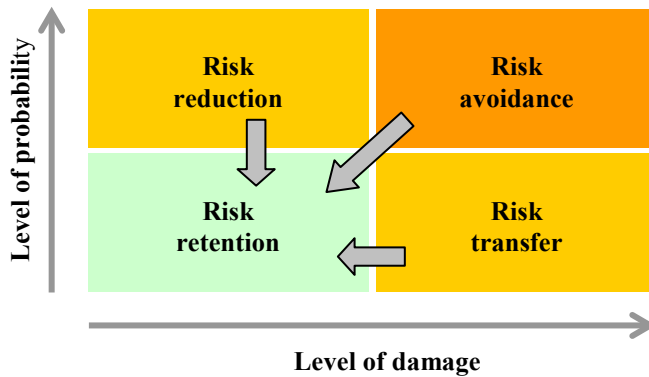 Level of probability
Risk
reduction
Risk
avoidance
Risk
retention
Risk
transfer
Level of damage